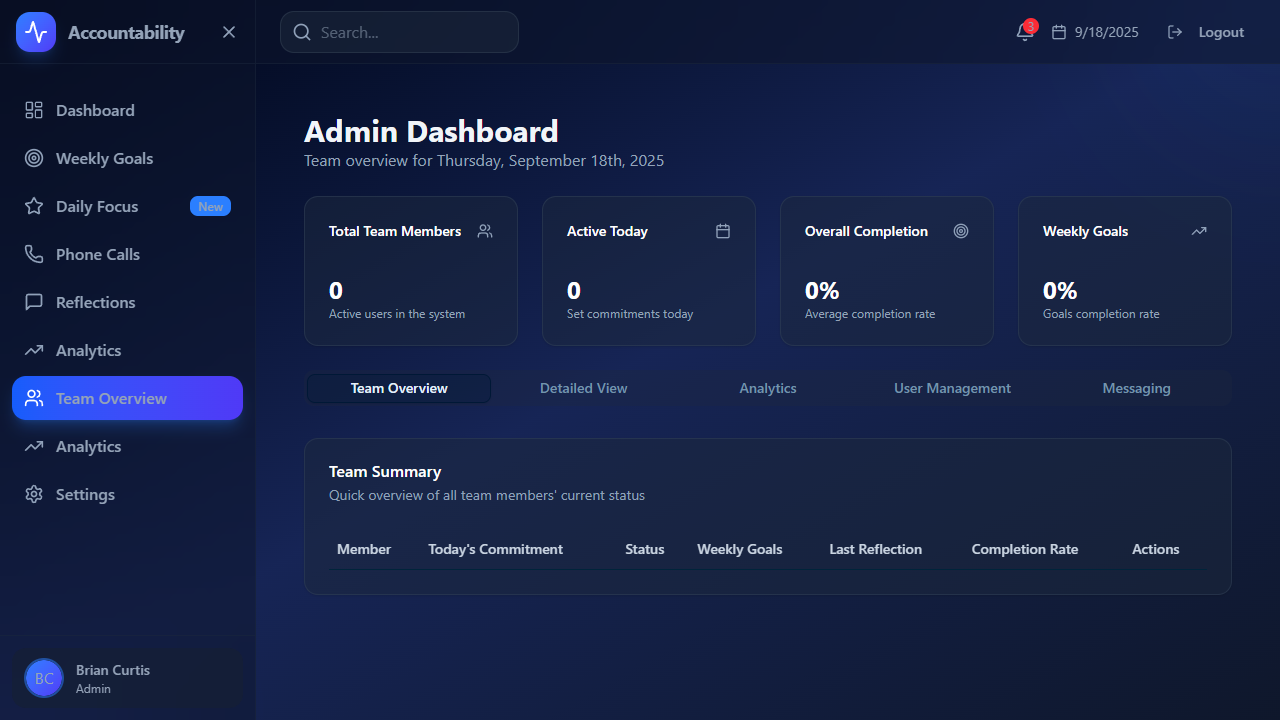 Accountability
Search...
3
9/18/2025
Logout
Dashboard
Weekly Goals
Daily Focus
New
Phone Calls
Reflections
Analytics
Team Overview
Analytics
Settings
BC
Brian Curtis
Admin
Admin Dashboard
Team overview for Thursday, September 18th, 2025
Total Team Members
0
Active users in the system
Active Today
0
Set commitments today
Overall Completion
0%
Average completion rate
Weekly Goals
0%
Goals completion rate
Team Overview
Detailed View
Analytics
User Management
Messaging
Team Summary
Quick overview of all team members' current status
Member Today's Commitment Status Weekly Goals Last Reflection Completion Rate Actions